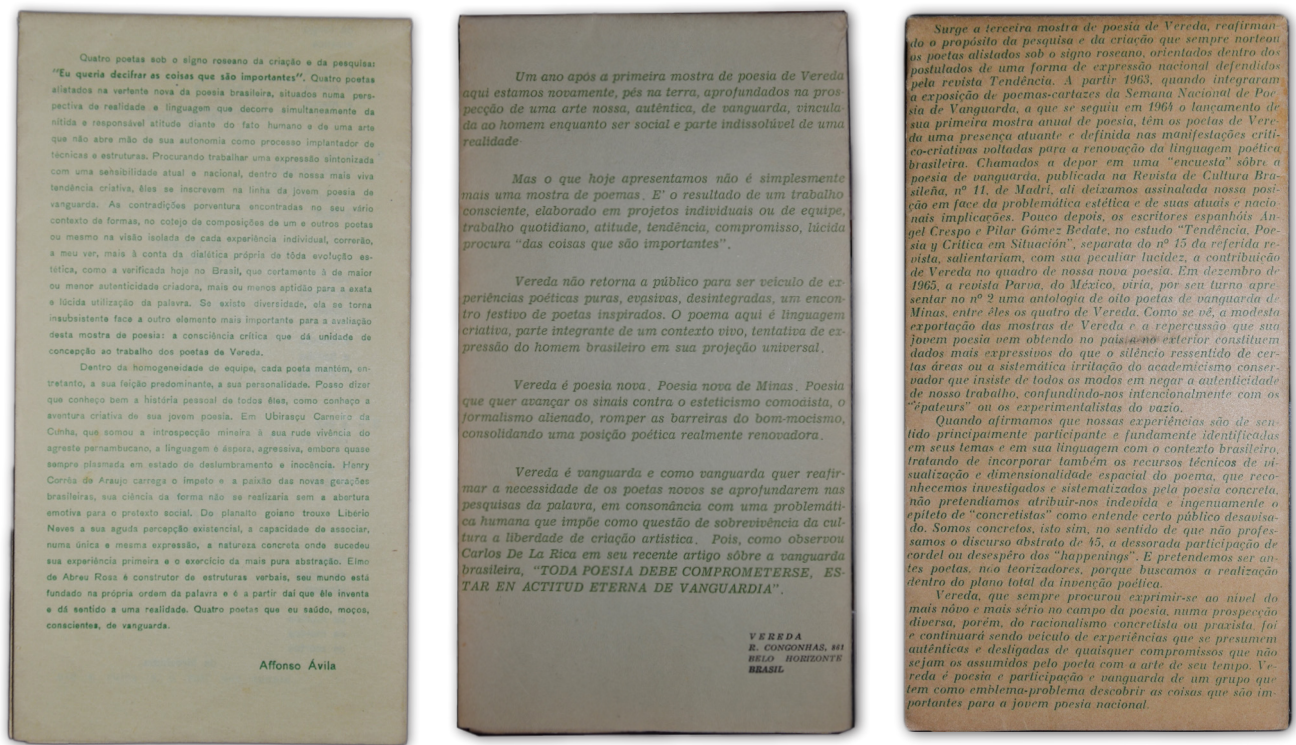 Quatro poetas sob o signo roseano da criação e da pesquisa:
"Eu queria decifrar as coisas que são importantes". Quatro poetas
alistados na vertente nova da poesia brasileira, situados numa pers-
pectiva de realidade e linguagem que decorre simultaneamente da
nítida e responsável atitude diante do fato humano e de uma arte
que não abre mão de sua autonomia como processo implantador de
técnicas e estruturas. Procurando trabalhar uma expressão sintonizada
com uma sensibilidade atual e nacional, dentro de nossa mais viva
tendência criativa, êles se inscrevem na linha da jovem poesia de
vanguarda. As contradições porventura encontradas no seu vário
contexto de formas, no cotejo de composições de um e outros poetas
ou mesmo na visão isolada de cada experiência individual, correrão,
a meu ver, mais à conta da dialética própria de tôda evolução es-
tética, como a verificada hoje no Brasil, que certamente à de maior
ou menor autenticidade criadora, mais ou menos aptidão para a exata
e lúcida utilização da palavra. Se existe diversidade, ela se torna
insubsistente face a outro elemento mais importante para a avaliação
desta mostra de poesia: a consciência crítica que dá unidade de
concepção ao trabalho dos poetas de Vereda.
Dentro da homogeneidade de equipe, cada poeta mantém, en-
tretanto, a sua feição predominante, a sua personalidade. Posso dizer
que conheço bem a história pessoal de todos êles, como conheço a
aventura criativa de sua jovem poesia. Em Ubirasçu Carneiro da
Cunha, que somou a introspecção mineira à sua rude vivência do
agreste pernambucano, a linguagem é áspera, agressiva, embora quase
sempre plasmada em estado de deslumbramento e inocência. Henry
Corrêa de Araujo carrega o ímpeto e a paixão das novas gerações
brasileiras, sua ciência da forma não se realizaria sem a abertura
emotiva para o pretexto social. Do planalto goiano trouxe Libério
Neves a sua aguda percepção existencial, a capacidade de associar,
numa única e mesma expressão, a natureza concreta onde sucedeu
sua experiência primeira e o exercício da mais pura abstração. Elmo
de Abreu Rosa é construtor de estruturas verbais, seu mundo está
fundado na própria ordem da palavra e é a partir daí que êle inventa
e dá sentido a uma realidade. Quatro poetas que eu saúdo, moços,
conscientes, de vanguarda.
Affonso Ávila
Um ano após a primeira mostra de poesia de Vereda
aqui estamos novamente, pés na terra, aprofundados na pros-
pecção de uma arte nossa, autêntica, de vanguarda, vincula-
da ao homem enquanto ser social e parte indissolúvel de uma
realidade.
Mas o que hoje apresentamos não é simplesmente
mais uma mostra de poemas. E' o resultado de um trabalho
consciente, elaborado em projetos individuais ou de equipe,
trabalho quotidiano, atitude, tendência, compromisso, lúcida
procura "das coisas que são importantes".
Vereda não retorna a público para ser veículo de ex-
periências poéticas puras, evasivas, desintegradas, um encon-
tro festivo de poetas inspirados. O poema aqui é linguagem
criativa, parte integrante de um contexto vivo, tentativa de ex-
pressão do homem brasileiro em sua projeção universal.
Vereda é poesia nova. Poesia nova de Minas. Poesia
que quer avançar os sinais contra o esteticismo comodista, o
formalismo alienado, romper as barreiras do bom-mocismo,
consolidando uma posição poética realmente renovadora.
Vereda é vanguarda e como vanguarda quer reafir-
mar a necessidade de os poetas novos se aprofundarem nas
pesquisas da palavra, em consonância com uma problemáti-
ca humana que impõe como questão de sobrevivência da cul-
tura a liberdade de criação artística. Pois, como observou
Carlos De La Rica em seu recente artigo sôbre a vanguarda
brasileira, "TODA POESIA DEBE COMPROMETERSE, ES-
TAR EN ACTITUD ETERNA DE VANGUARDIA".
VEREDA
R. CONGONHAS, 881
BELO HORIZONTE
BRASIL
Surge a terceira mostra de poesia de Vereda, reafirman-
do o propósito da pesquisa e da criação que sempre norteou
os poetas alistados sob o signo roseano, orientados dentro dos
postulados de uma forma de expressão nacional defendidos
pela revista Tendência. A partir 1963, quando integraram
a exposição de poemas-cartazes da Semana Nacional de Poe-
sia de Vanguarda, a que se seguiu em 1964 o lançamento de
sua primeira mostra anual de poesia, têm os poetas de Vere-
da uma presença atuante e definida nas manifestações críti-
co-criativas voltadas para a renovação da linguagem poética
brasileira. Chamados a depor em uma "encuesta" sôbre a
poesia de vanguarda, publicada na Revista de Cultura Bra-
sileña, nº 11, de Madri, ali deixamos assinalada nossa posi-
ção em face da problemática estética e de suas atuais e nacio-
nais implicações. Pouco depois, os escritores espanhóis An-
gel Crespo e Pilar Gómez Bedate, no estudo "Tendência, Poe-
sia y Crítica em Situación", separata do nº 15 da referida re-
vista, salientariam, com sua peculiar lucidez, a contribuição
de Vereda no quadro de nossa nova poesia. Em dezembro de
1965, a revista Parva, do México, viria, por seu turno apre-
sentar no nº 2 uma antologia de oito poetas de vanguarda de
Minas, entre êles os quatro de Vereda. Como se vê, a modesta
exportação das mostras de Vereda e a repercussão que sua
jovem poesia vem obtendo no país e no exterior constituem
dados mais expressivos do que o silêncio ressentido de cer-
tas áreas ou a sistemática irritação do academicismo conser-
vador que insiste de todos os modos em negar a autenticidade
de nosso trabalho, confundindo-nos intencionalmente com os
"épateurs" ou os experimentalistas do vazio.
Quando afirmamos que nossas experiências são de sen-
tido principalmente participante e fundamente identificadas
em seus temas e em sua linguagem com o contexto brasileiro,
tratando de incorporar também os recursos técnicos de vi-
sualização e dimensionalidade espacial do poema, que reco-
nhecemos investigados e sistematizados pela poesia concreta,
não pretendíamos atribuir-nos indevida e ingenuamente o
epíteto de "concretistas" como entende certo público desavisa-
do. Somos concretos, isto sim, no sentido de que não profes-
samos o discurso abstrato de 45, a dessorada participação de
cordel ou desespêro dos "happenings". E pretendemos ser an-
tes poetas, não teorizadores, porque buscamos a realização
dentro do plano total da invenção poética.
Vereda, que sempre procurou exprimir-se ao nível do
mais nôvo e mais sério no campo da poesia, numa prospecção
diversa, porém, do racionalismo concretista ou praxista, foi
e continuará sendo veículo de experiências que se presumem
autênticas e desligadas de quaisquer compromissos que não
sejam os assumidos pelo poeta com a arte de seu tempo. Ve-
reda é poesia e participação e vanguarda de um grupo que
tem como emblema-problema descobrir as coisas que são im-
portantes para a jovem poesia nacional.